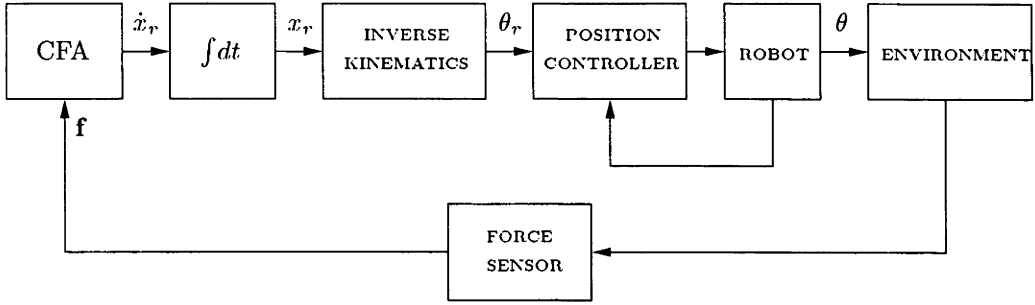 ẋ_r
x_r
θ_r
θ
CFA
∫dt
INVERSE
KINEMATICS
POSITION
CONTROLLER
ROBOT
ENVIRONMENT
f
FORCE
SENSOR